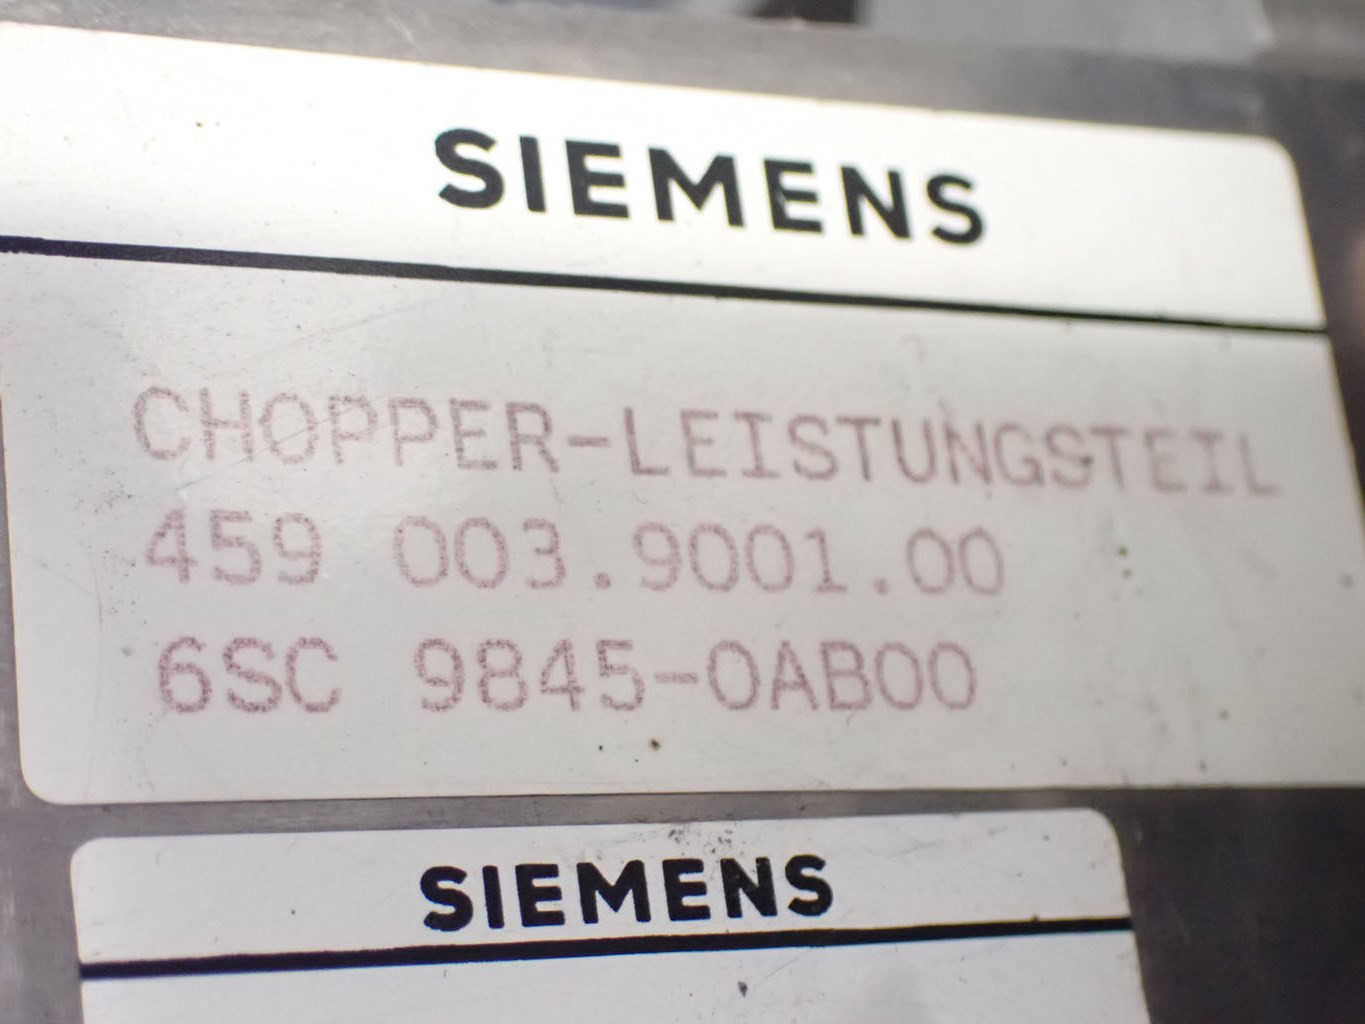 SIEMENS
CHOPPER-LEISTUNGSTEIL
459 003.9001.00
6SC 9845-0AB00
SIEMENS